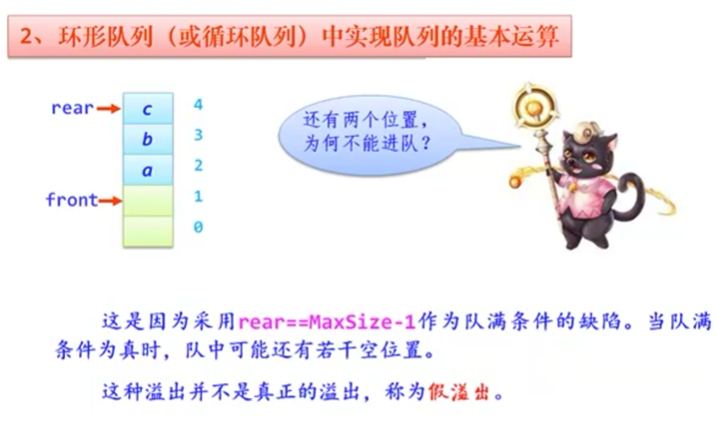 2、环形队列（或循环队列）中实现队列的基本运算
rear c 4
b 3
a 2
front 1
0
还有两个位置，
为何不能进队？
这是因为采用rear==MaxSize-1作为队满条件的缺陷。当队满
条件为真时，队中可能还有若干空位置。
这种溢出并不是真正的溢出，称为假溢出。